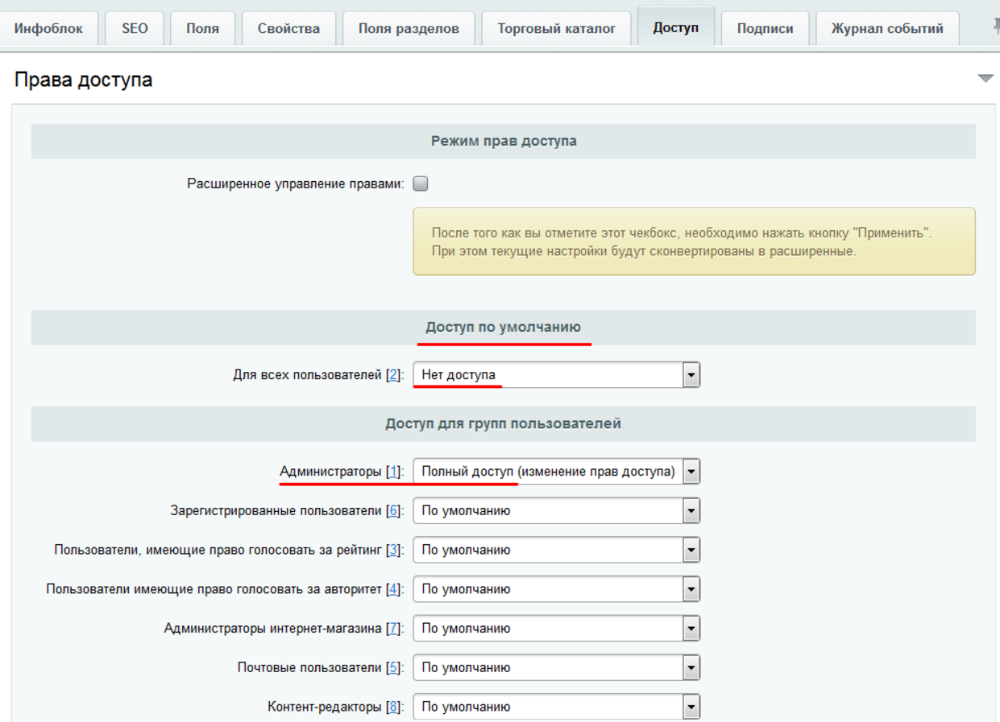 Инфоблок SEO Поля Свойства Поля разделов Торговый каталог Доступ Подписи Журнал событий
Права доступа
Режим прав доступа
Расширенное управление правами:
После того как вы отметите этот чекбокс, необходимо нажать кнопку "Применить".
При этом текущие настройки будут сконвертированы в расширенные.
Доступ по умолчанию
Для всех пользователей [2]: Нет доступа
Доступ для групп пользователей
Администраторы [1]: Полный доступ (изменение прав доступа)
Зарегистрированные пользователи [6]: По умолчанию
Пользователи, имеющие право голосовать за рейтинг [3]: По умолчанию
Пользователи имеющие право голосовать за авторитет [4]: По умолчанию
Администраторы интернет-магазина [7]: По умолчанию
Почтовые пользователи [5]: По умолчанию
Контент-редакторы [8]: По умолчанию